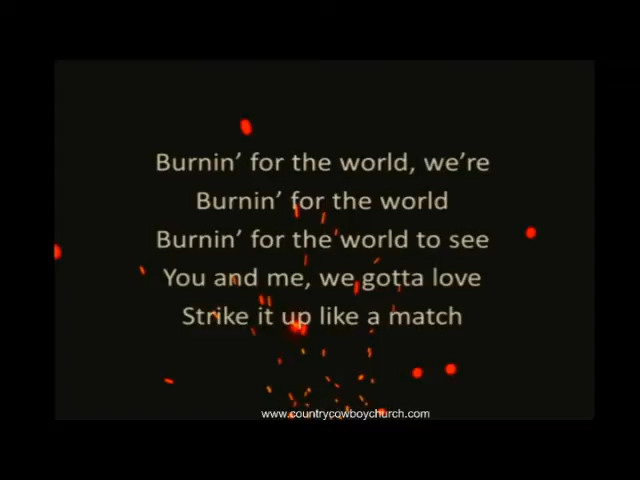 Burnin’ for the world, we’re
Burnin’ for the world
Burnin’ for the world to see
You and me, we gotta love
Strike it up like a match
www.countrycowboychurch.com